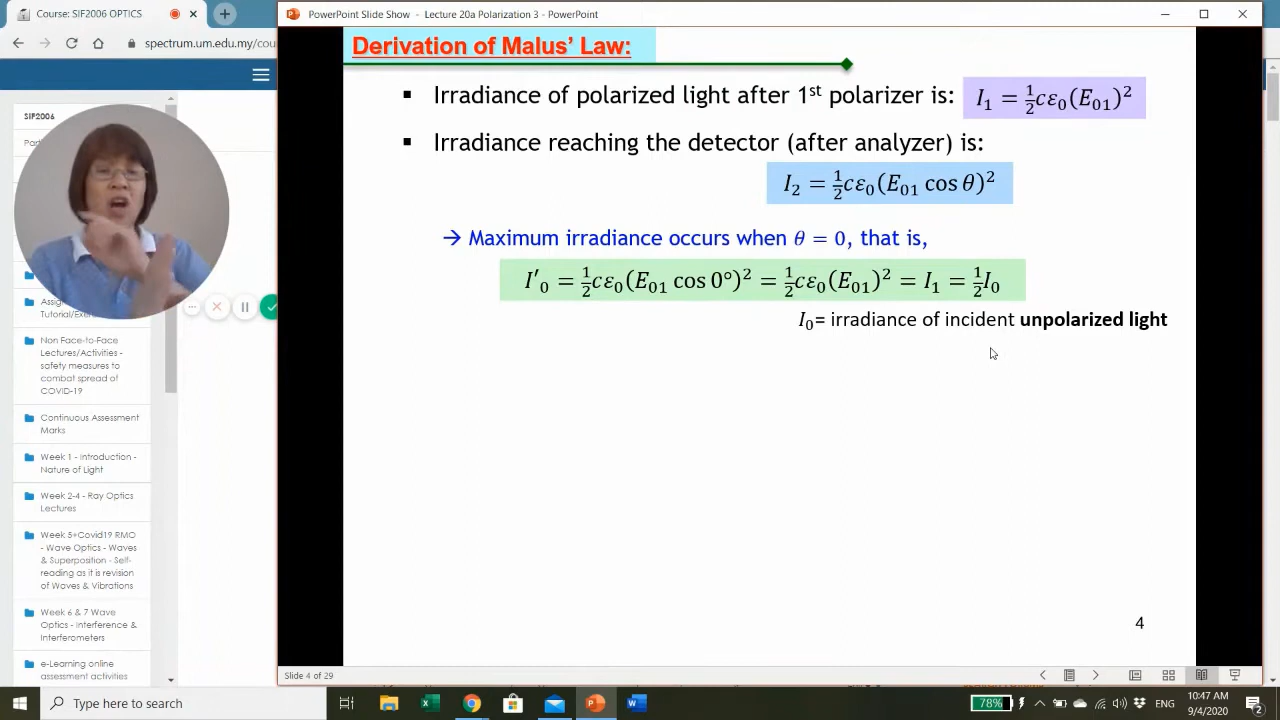 Course: SIP2006 OPTICS
PowerPoint Slide Show - Lecture 20a Polarization 3 - PowerPoint
spectrum.um.edu.my/cou
SIP2006
Assig
Tutorial/Exe
Non Face-to-Face
Lectures/Activities -
safety measures to
combat spread of
COVID-19
Continuous Assessment
Marks
Week 1 - introduction -
Nature of Light
Week 2-4 - Ray Optics
Lectures
Week 5+Covid19 RMO
- Wave Optics - Waves
& Superposition - Self-
reading as it is revision
of Waves & Vibrations
Week 6 & 7 Wave
Optics - Interference &
Interferometers
e-Learning online
assessment activities
Derivation of Malus’ Law:
▪ Irradiance of polarized light after 1st polarizer is: I₁ = ½cε₀(E₀₁)²
▪ Irradiance reaching the detector (after analyzer) is:
I₂ = ½cε₀(E₀₁ cos θ)²
→ Maximum irradiance occurs when θ = 0, that is,
I′₀ = ½cε₀(E₀₁ cos 0°)² = ½cε₀(E₀₁)² = I₁ = ½I₀
I₀= irradiance of incident unpolarized light
4
Slide 4 of 29
Type here to search
78%
10:47 AM
9/4/2020
2